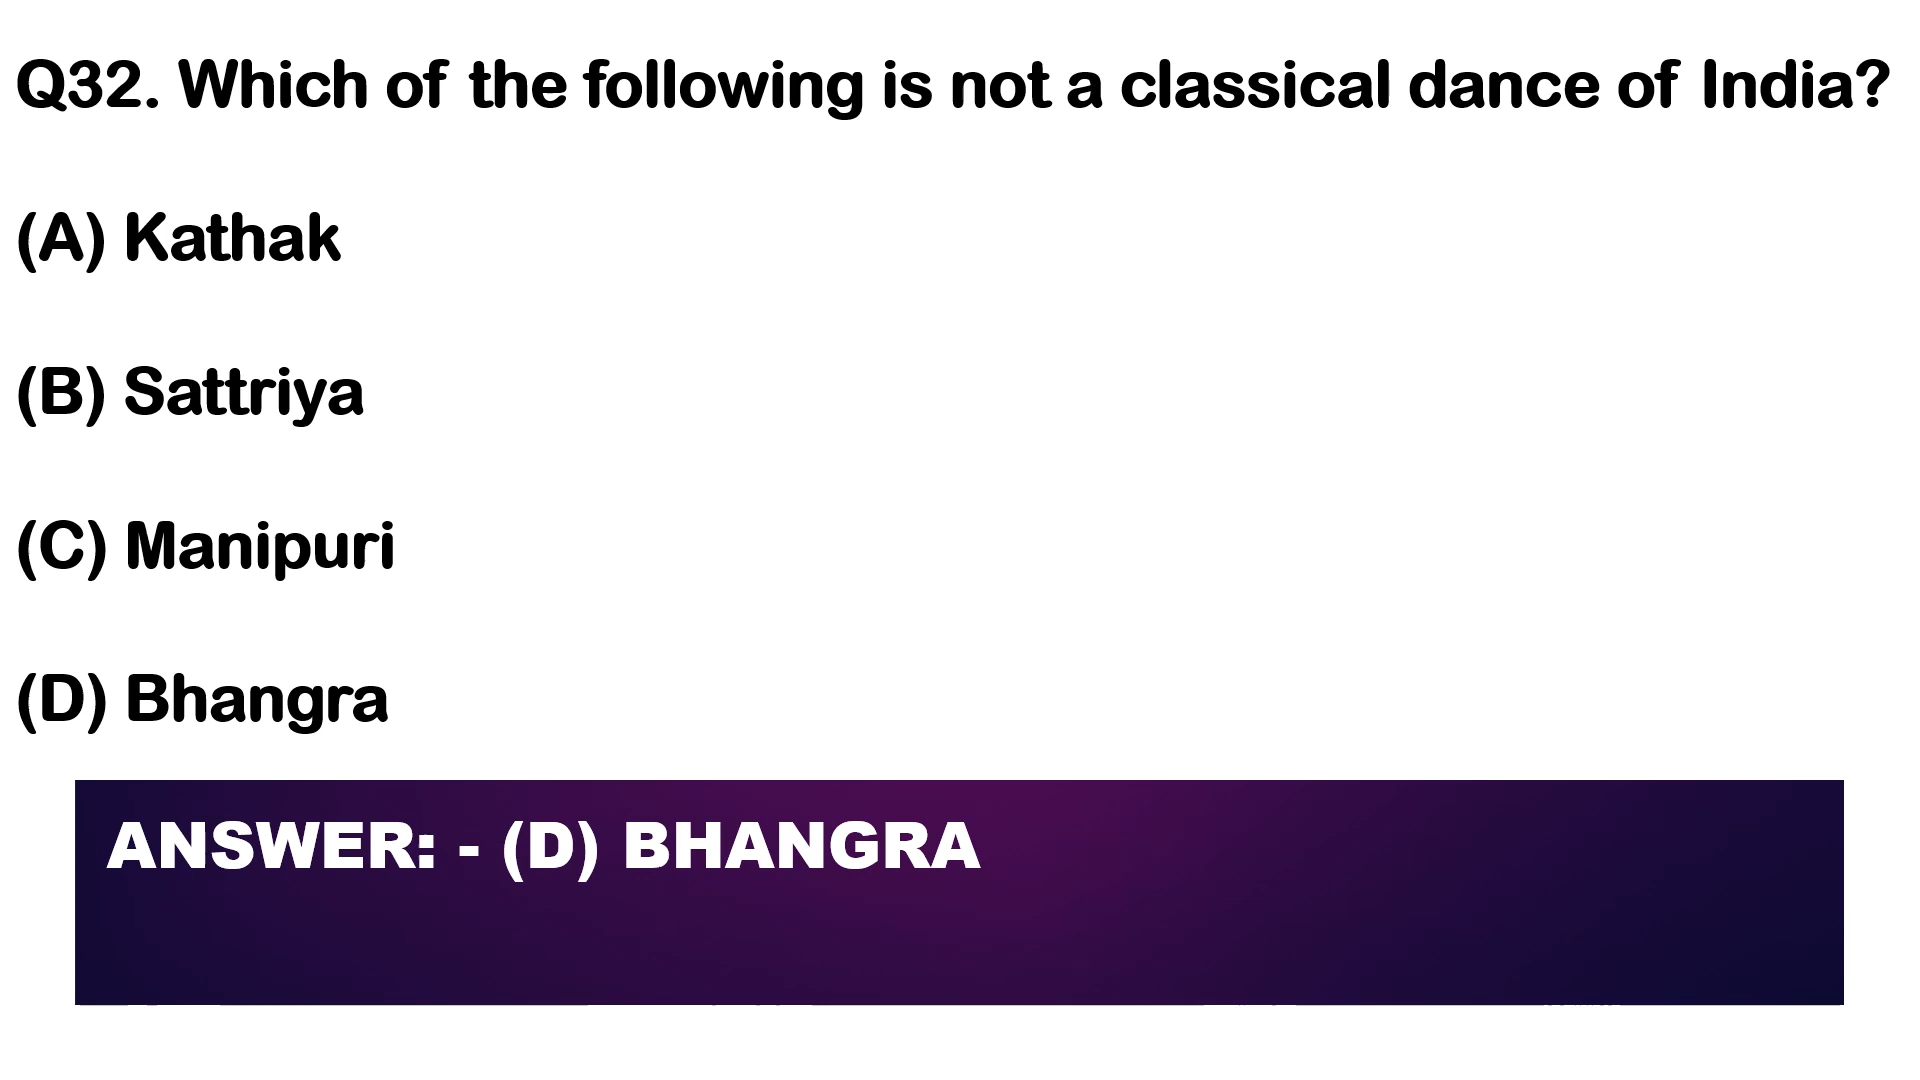 Q32. Which of the following is not a classical dance of India?
(A) Kathak
(B) Sattriya
(C) Manipuri
(D) Bhangra
ANSWER: - (D) BHANGRA